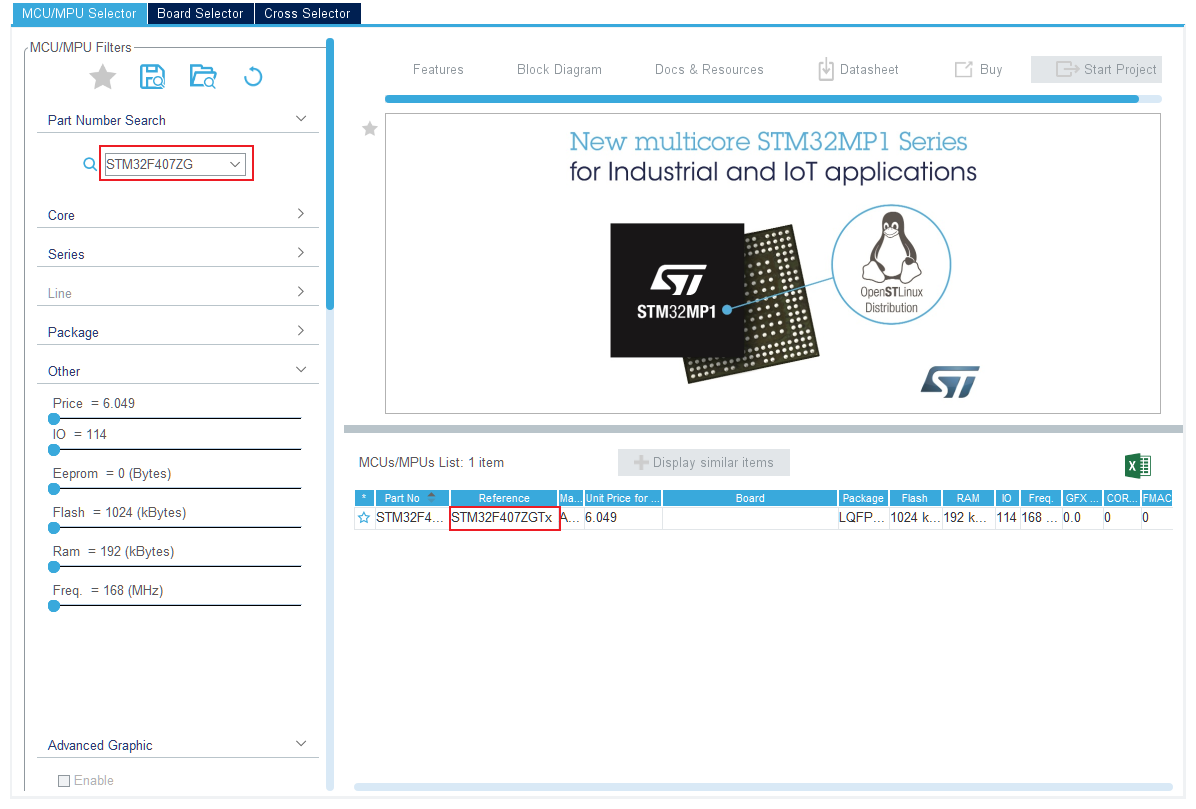 MCU/MPU Selector Board Selector Cross Selector
MCU/MPU Filters
Part Number Search
STM32F407ZG
Core
Series
Line
Package
Other
Price = 6.049
IO = 114
Eeprom = 0 (Bytes)
Flash = 1024 (kBytes)
Ram = 192 (kBytes)
Freq. = 168 (MHz)
Advanced Graphic
Enable
Features Block Diagram Docs & Resources Datasheet Buy Start Project
New multicore STM32MP1 Series
for Industrial and IoT applications
ST
STM32MP1
OpenSTLinux
Distribution
ST
MCUs/MPUs List: 1 item
Display similar items
X
* Part No Reference Ma... Unit Price for ... Board Package Flash RAM IO Freq. GFX ... COR... FMAC
STM32F4... STM32F407ZGTx A... 6.049 LQFP... 1024 k... 192 k... 114 168 ... 0.0 0 0